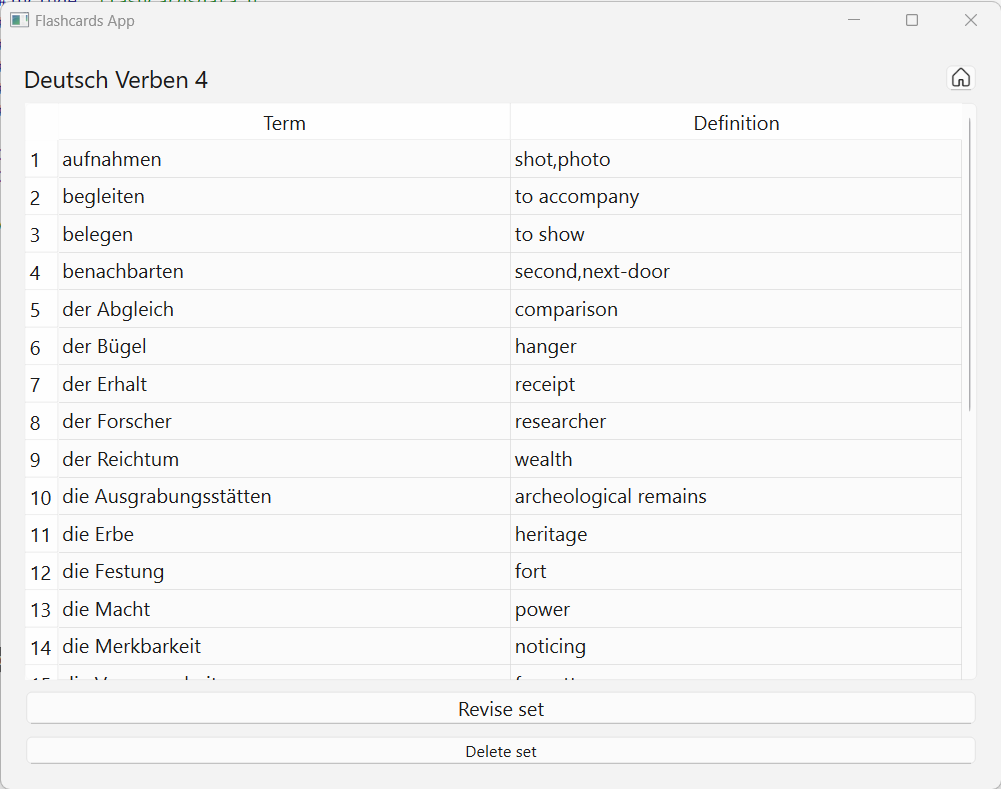 Flashcards App
Deutsch Verben 4
Term Definition
1 aufnahmen shot,photo
2 begleiten to accompany
3 belegen to show
4 benachbarten second,next-door
5 der Abgleich comparison
6 der Bügel hanger
7 der Erhalt receipt
8 der Forscher researcher
9 der Reichtum wealth
10 die Ausgrabungsstätten archeological remains
11 die Erbe heritage
12 die Festung fort
13 die Macht power
14 die Merkbarkeit noticing
Revise set
Delete set